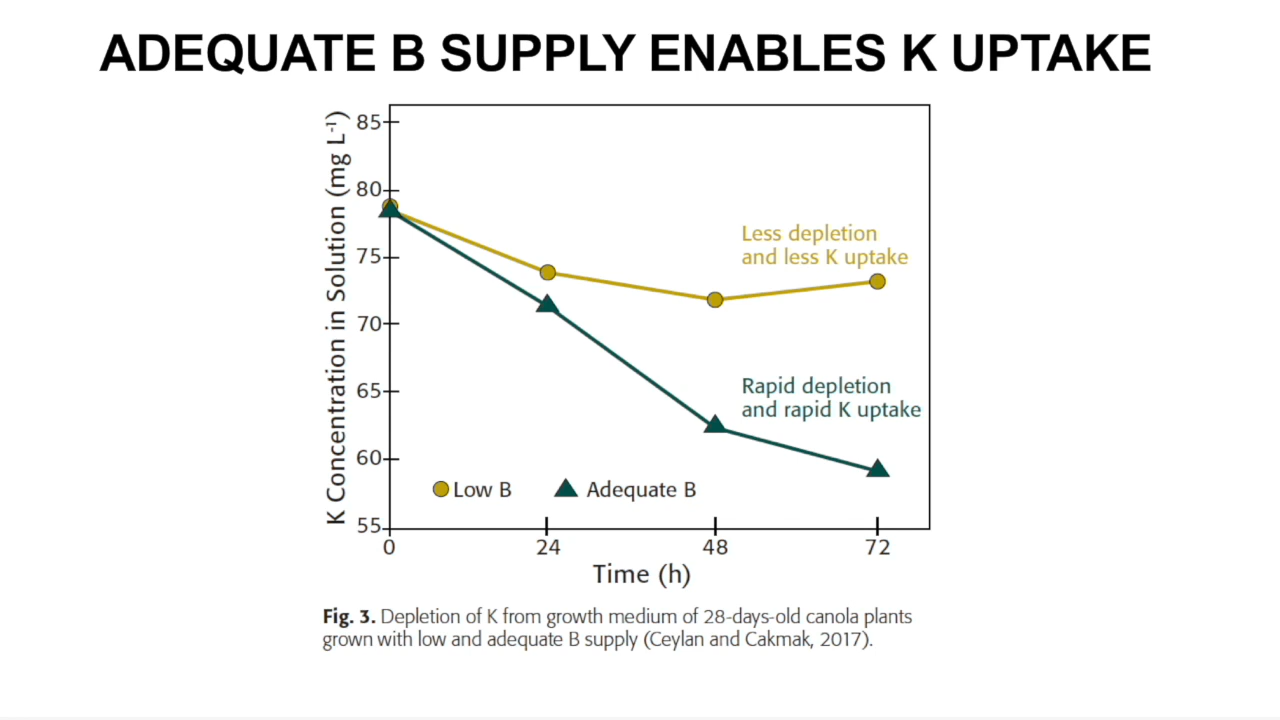 ADEQUATE B SUPPLY ENABLES K UPTAKE
K Concentration in Solution (mg L⁻¹)
85
80
75
70
65
60
55
Less depletion
and less K uptake
Rapid depletion
and rapid K uptake
Low B
Adequate B
0
24
48
72
Time (h)
Fig. 3. Depletion of K from growth medium of 28-days-old canola plants
grown with low and adequate B supply (Ceylan and Cakmak, 2017).